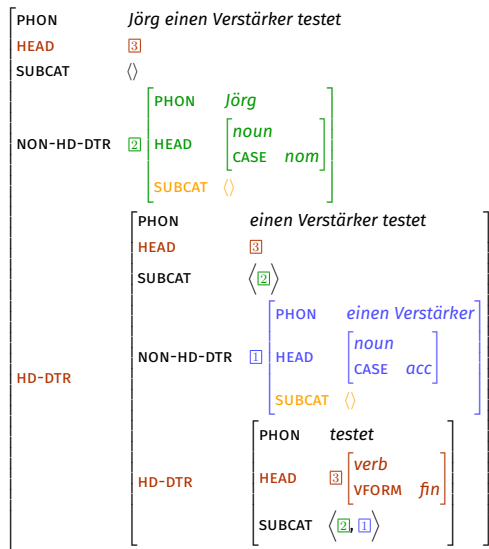 PHON Jörg einen Verstärker testet
HEAD 3
SUBCAT ⟨⟩
PHON Jörg
NON-HD-DTR 2 HEAD noun
CASE nom
SUBCAT ⟨⟩
PHON einen Verstärker testet
HEAD 3
SUBCAT ⟨2⟩
PHON einen Verstärker
NON-HD-DTR 1 HEAD noun
CASE acc
HD-DTR
SUBCAT ⟨⟩
PHON testet
HD-DTR HEAD 3 verb
VFORM fin
SUBCAT ⟨2, 1⟩